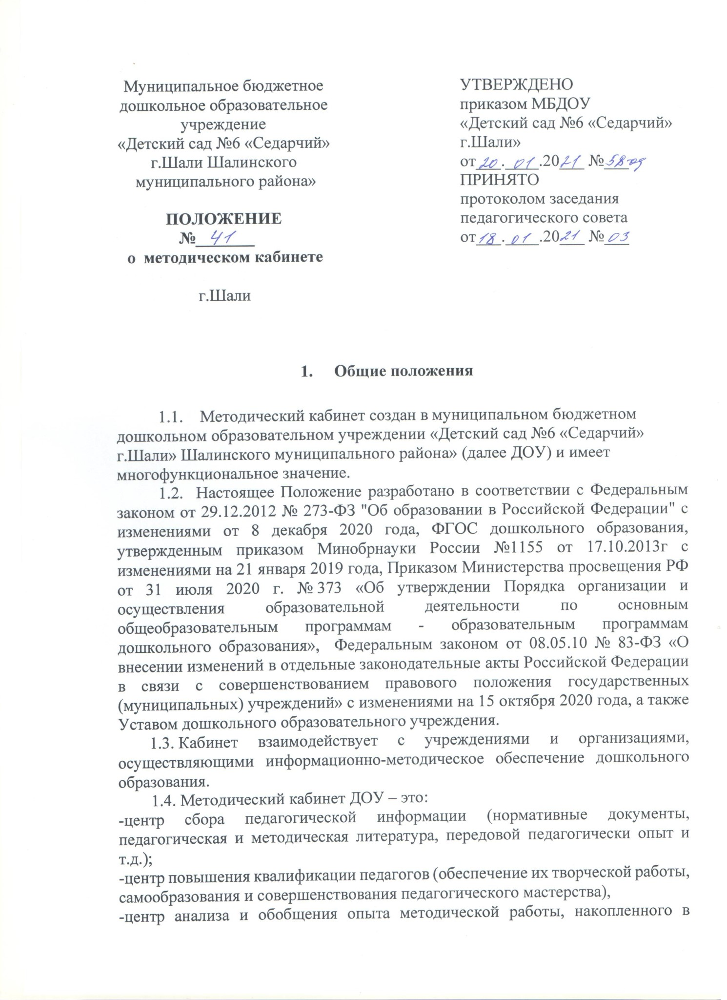 Муниципальное бюджетное
дошкольное образовательное
учреждение
«Детский сад №6 «Седарчий»
г.Шали Шалинского
муниципального района»
ПОЛОЖЕНИЕ
№ 41
о методическом кабинете
г.Шали
УТВЕРЖДЕНО
приказом МБДОУ
«Детский сад №6 «Седарчий»
г.Шали»
от 20.01.2021 №58-од
ПРИНЯТО
протоколом заседания
педагогического совета
от 18.01.2021 №03
1. Общие положения
1.1. Методический кабинет создан в муниципальном бюджетном
дошкольном образовательном учреждении «Детский сад №6 «Седарчий»
г.Шали» Шалинского муниципального района» (далее ДОУ) и имеет
многофункциональное значение.
1.2. Настоящее Положение разработано в соответствии с Федеральным
законом от 29.12.2012 № 273-ФЗ "Об образовании в Российской Федерации" с
изменениями от 8 декабря 2020 года, ФГОС дошкольного образования,
утвержденным приказом Минобрнауки России №1155 от 17.10.2013г с
изменениями на 21 января 2019 года, Приказом Министерства просвещения РФ
от 31 июля 2020 г. № 373 «Об утверждении Порядка организации и
осуществления образовательной деятельности по основным
общеобразовательным программам - образовательным программам
дошкольного образования», Федеральным законом от 08.05.10 № 83-ФЗ «О
внесении изменений в отдельные законодательные акты Российской Федерации
в связи с совершенствованием правового положения государственных
(муниципальных) учреждений» с изменениями на 15 октября 2020 года, а также
Уставом дошкольного образовательного учреждения.
1.3. Кабинет взаимодействует с учреждениями и организациями,
осуществляющими информационно-методическое обеспечение дошкольного
образования.
1.4. Методический кабинет ДОУ – это:
-центр сбора педагогической информации (нормативные документы,
педагогическая и методическая литература, передовой педагогически опыт и
т.д.);
-центр повышения квалификации педагогов (обеспечение их творческой работы,
самообразования и совершенствования педагогического мастерства),
-центр анализа и обобщения опыта методической работы, накопленного в